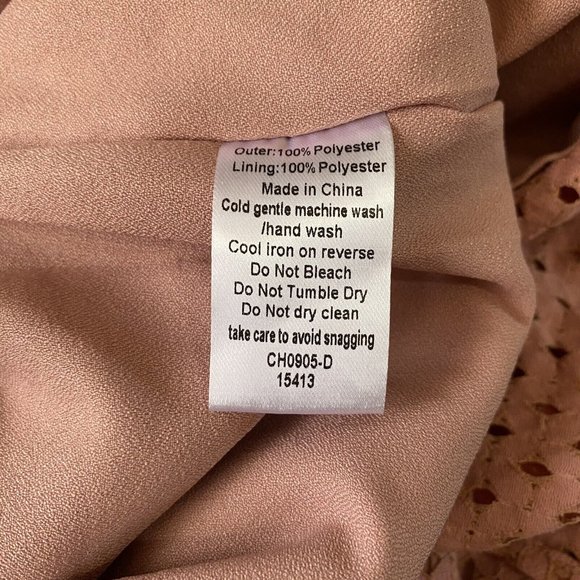 Outer:100% Polyester
Lining:100% Polyester
Made in China
Cold gentle machine wash
/hand wash
Cool iron on reverse
Do Not Bleach
Do Not Tumble Dry
Do not dry clean
take care to avoid snagging
CH0905-D
15413